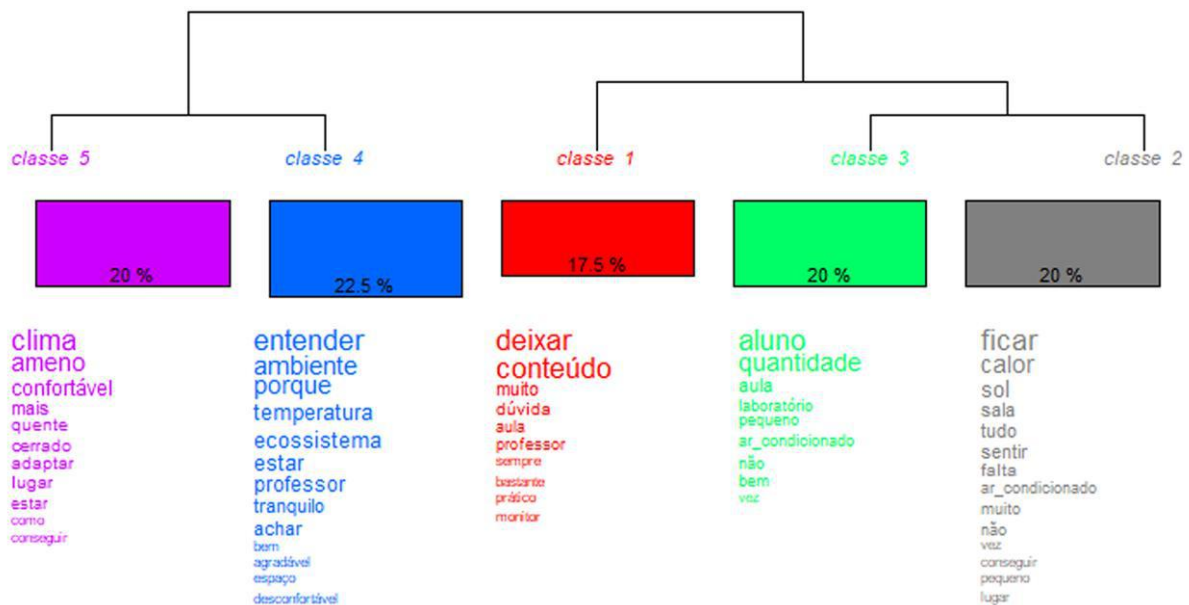 classe 5
classe 4
classe 1
classe 3
classe 2
20 %
22.5 %
17.5 %
20 %
20 %
clima
ameno
confortável
mais
quente
cerrado
adaptar
lugar
estar
como
conseguir
entender
ambiente
porque
temperatura
ecossistema
estar
professor
tranquilo
achar
bem
agradável
espaço
desconfortável
deixar
conteúdo
muito
dúvida
aula
professor
sempre
bastante
prático
monitor
aluno
quantidade
aula
laboratório
pequeno
ar_condicionado
não
bem
vez
ficar
calor
sol
sala
tudo
sentir
falta
ar_condicionado
muito
não
vez
conseguir
pequeno
lugar